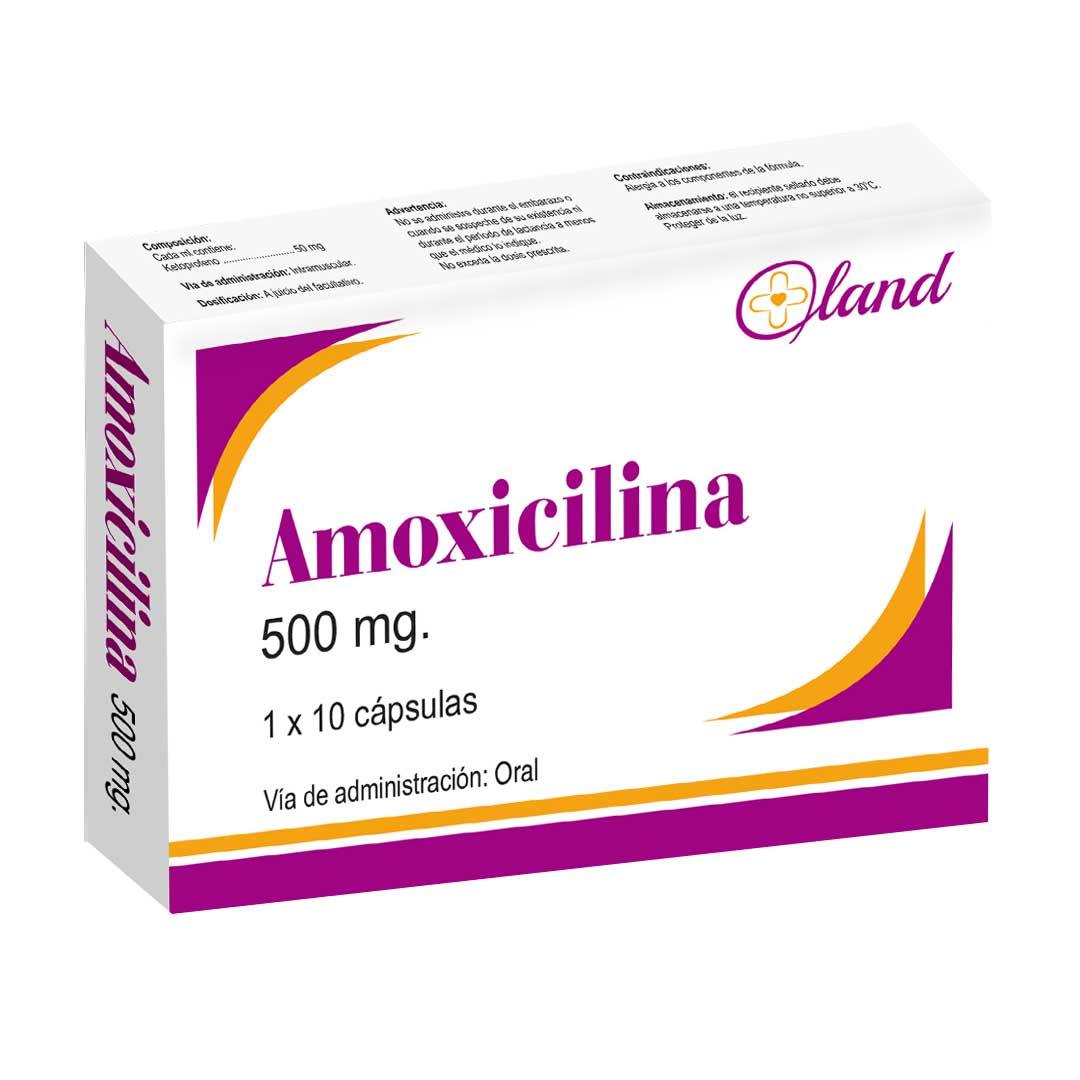 Composición:
Cada ml contiene:
Ketoprofeno ........................50 mg
Vía de administración: Intramuscular.
Dosificación: A juicio del facultativo.
Advertencia:
No se administre durante el embarazo o
cuando se sospeche de su existencia ni
durante el período de lactancia a menos
que el médico lo indique.
No exceda la dosis prescrita.
Contraindicaciones:
Alergia a los componentes de la fórmula.
Almacenamiento: el recipiente sellado debe
almacenarse a una temperatura no superior a 30°C.
Proteger de la luz.
Oland
Amoxicilina
500 mg.
1 x 10 cápsulas
Vía de administración: Oral
Amoxicilina 500 mg.